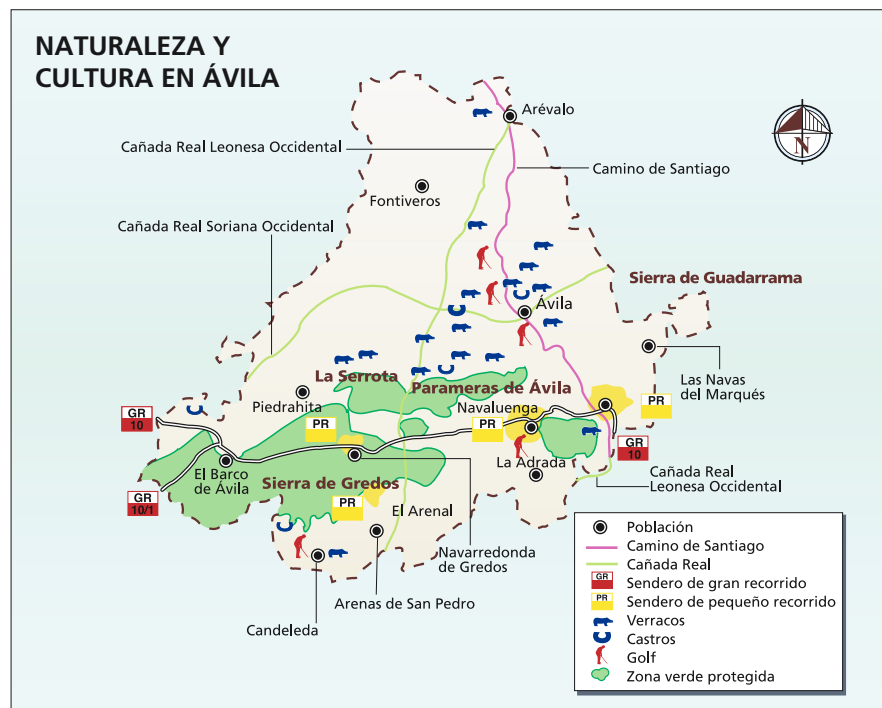 NATURALEZA Y
CULTURA EN ÁVILA
Arévalo
Cañada Real Leonesa Occidental
Camino de Santiago
N
Fontiveros
Cañada Real Soriana Occidental
Sierra de Guadarrama
Ávila
Las Navas
del Marqués
La Serrota
Parameras de Ávila
Piedrahita
Navaluenga
PR
PR
PR
GR
10
GR
10
El Barco
de Ávila
La Adrada
Cañada Real
Leonesa Occidental
GR
10/1
Sierra de Gredos
PR
El Arenal
Navarredonda
de Gredos
Arenas de San Pedro
Candeleda
Población
Camino de Santiago
Cañada Real
GR
Sendero de gran recorrido
PR
Sendero de pequeño recorrido
Verracos
Castros
Golf
Zona verde protegida